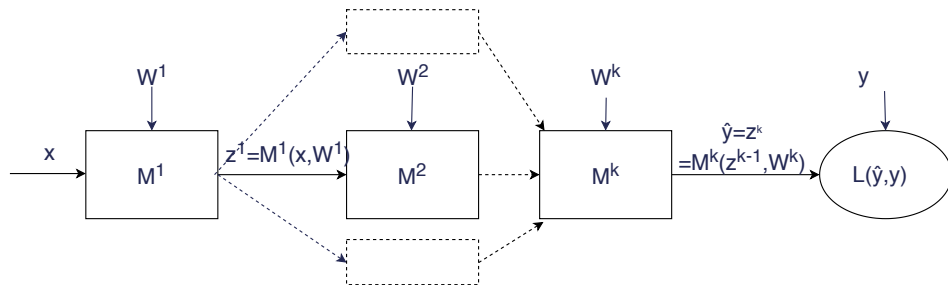 W¹
W²
Wᵏ
y
x
M¹
z¹=M¹(x,W¹)
M²
Mᵏ
ŷ=zᵏ
=Mᵏ(zᵏ⁻¹,Wᵏ)
L(ŷ,y)